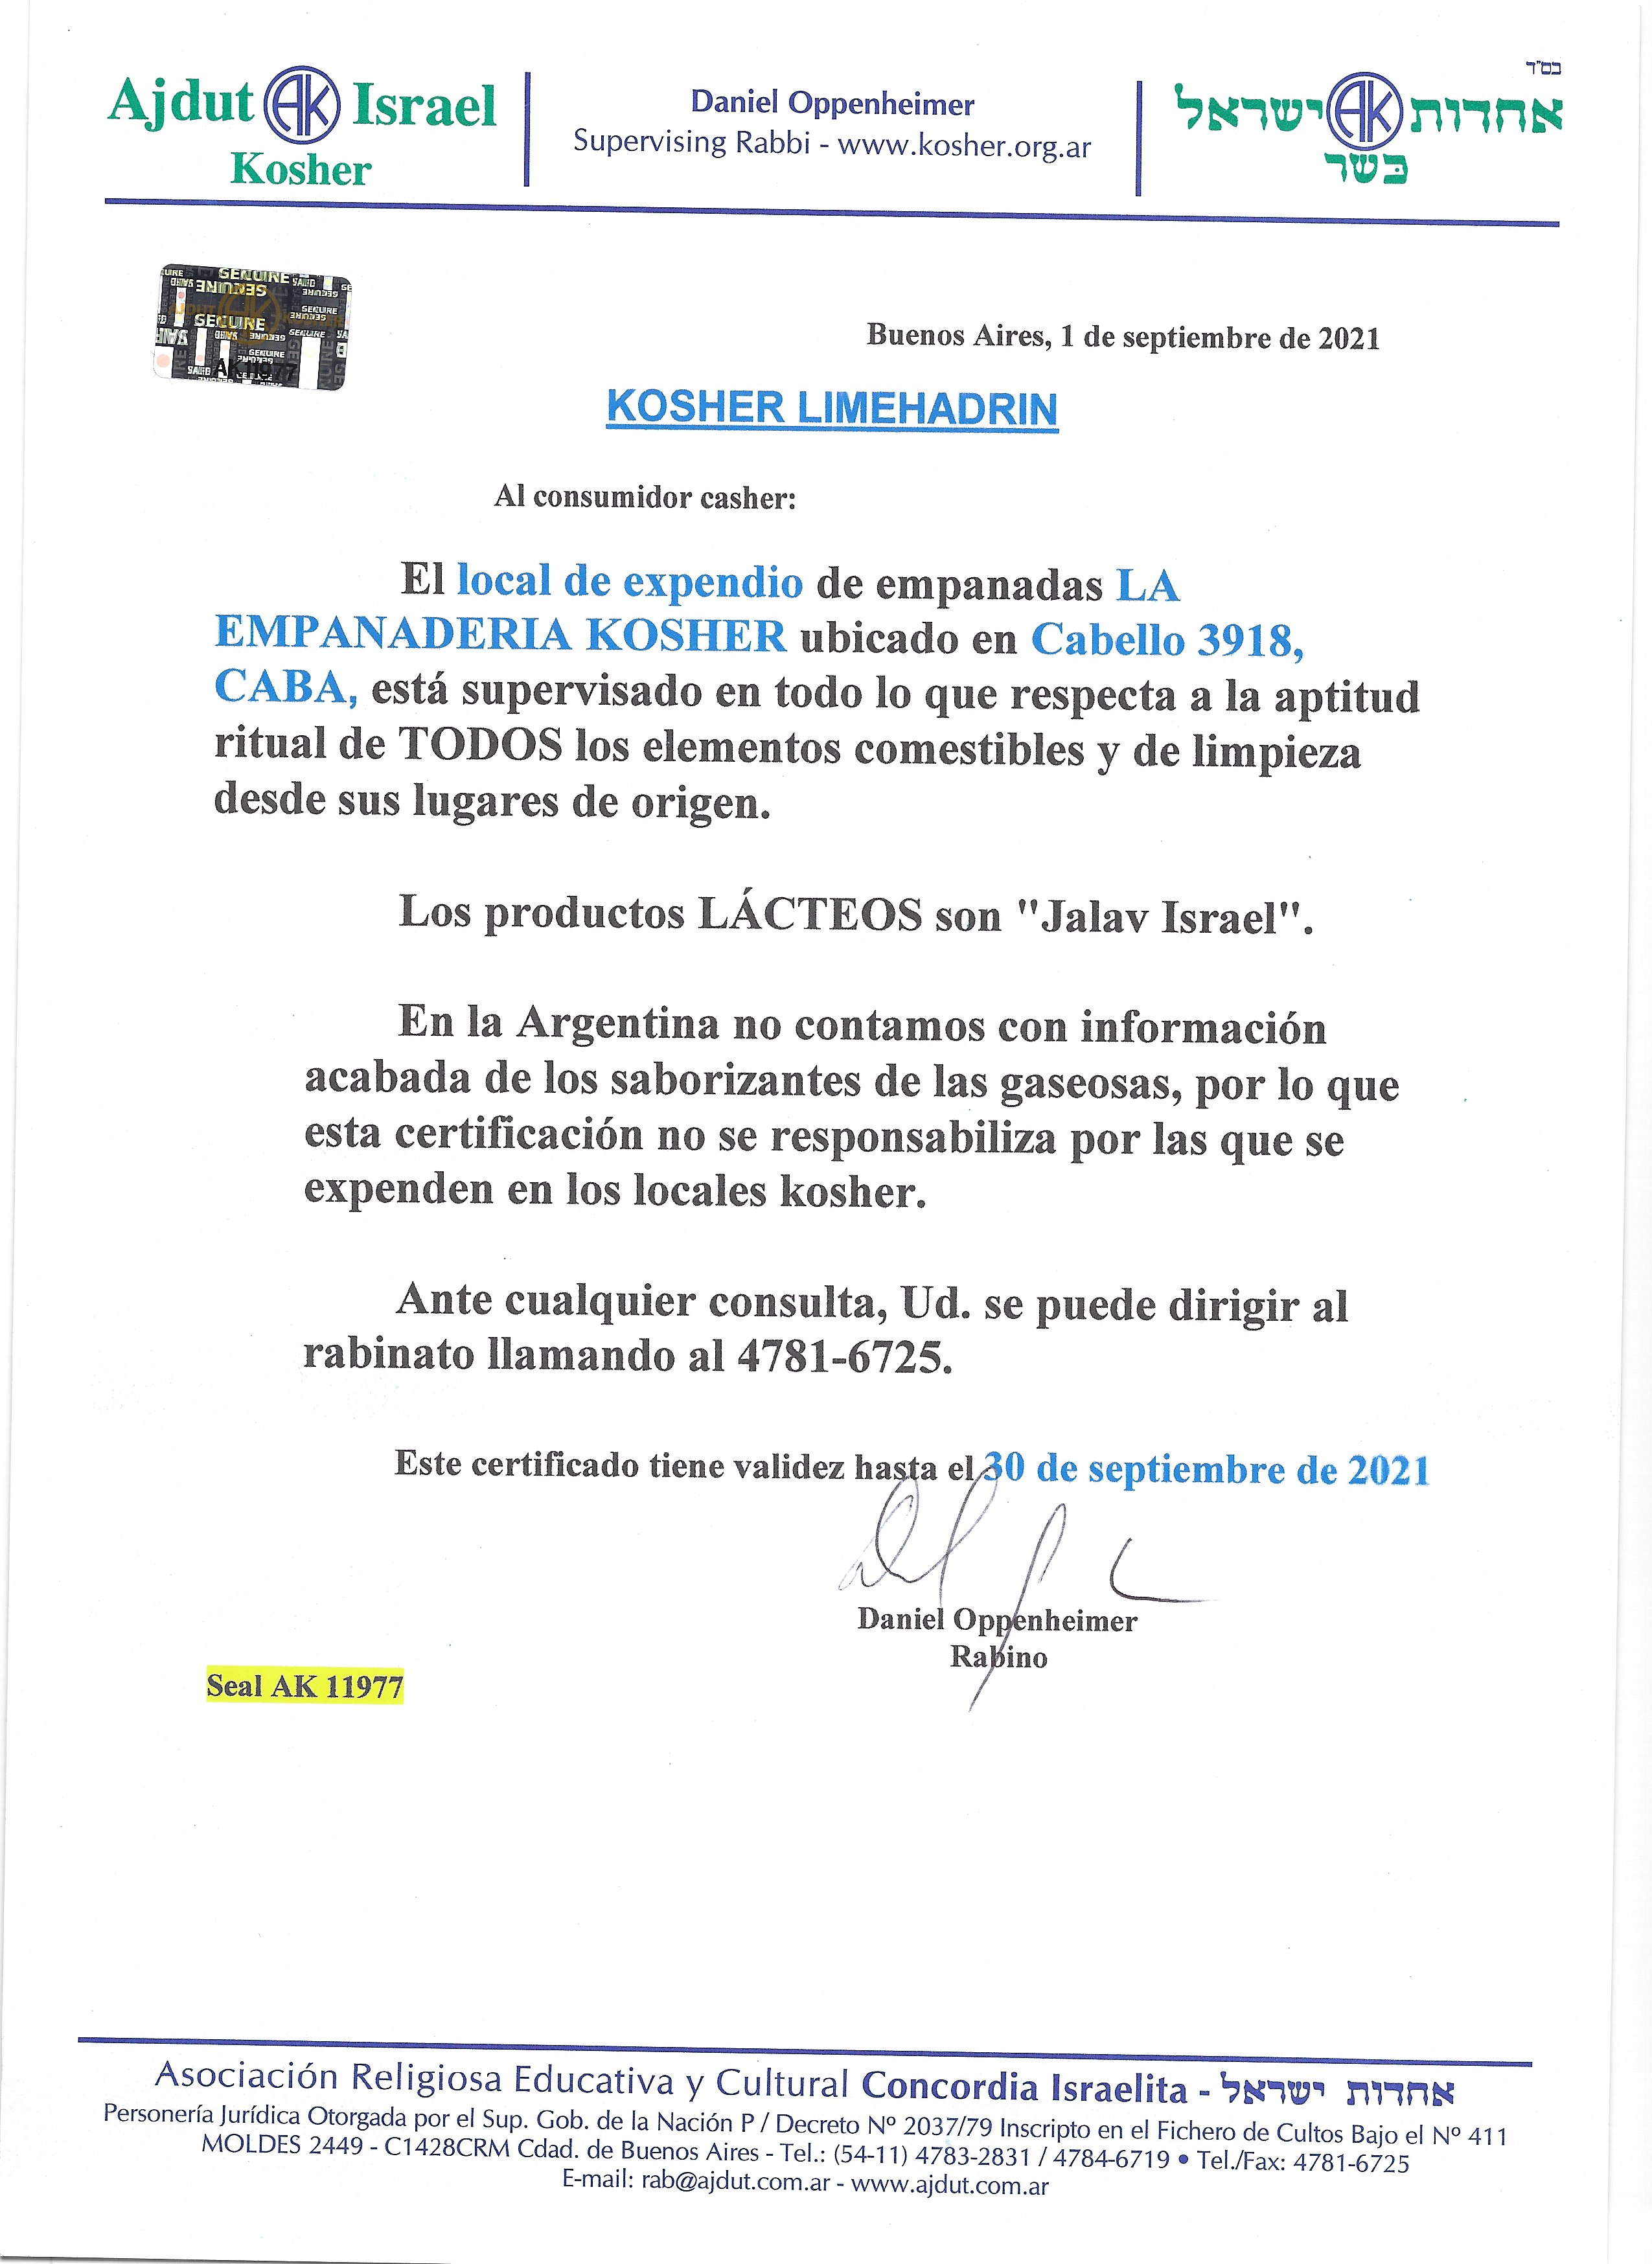 בס"ד
Ajdut AK Israel
Kosher
Daniel Oppenheimer
Supervising Rabbi - www.kosher.org.ar
אחדות AK ישראל
כשר
GENUINE
SECURE
AK11977
Buenos Aires, 1 de septiembre de 2021
KOSHER LIMEHADRIN
Al consumidor casher:
El local de expendio de empanadas LA
EMPANADERIA KOSHER ubicado en Cabello 3918,
CABA, está supervisado en todo lo que respecta a la aptitud
ritual de TODOS los elementos comestibles y de limpieza
desde sus lugares de origen.
Los productos LÁCTEOS son "Jalav Israel".
En la Argentina no contamos con información
acabada de los saborizantes de las gaseosas, por lo que
esta certificación no se responsabiliza por las que se
expenden en los locales kosher.
Ante cualquier consulta, Ud. se puede dirigir al
rabinato llamando al 4781-6725.
Este certificado tiene validez hasta el 30 de septiembre de 2021
Daniel Oppenheimer
Rabino
Seal AK 11977
Asociación Religiosa Educativa y Cultural Concordia Israelita - אחדות ישראל
Personería Jurídica Otorgada por el Sup. Gob. de la Nación P / Decreto Nº 2037/79 Inscripto en el Fichero de Cultos Bajo el Nº 411
MOLDES 2449 - C1428CRM Cdad. de Buenos Aires - Tel.: (54-11) 4783-2831 / 4784-6719 • Tel./Fax: 4781-6725
E-mail: rab@ajdut.com.ar - www.ajdut.com.ar